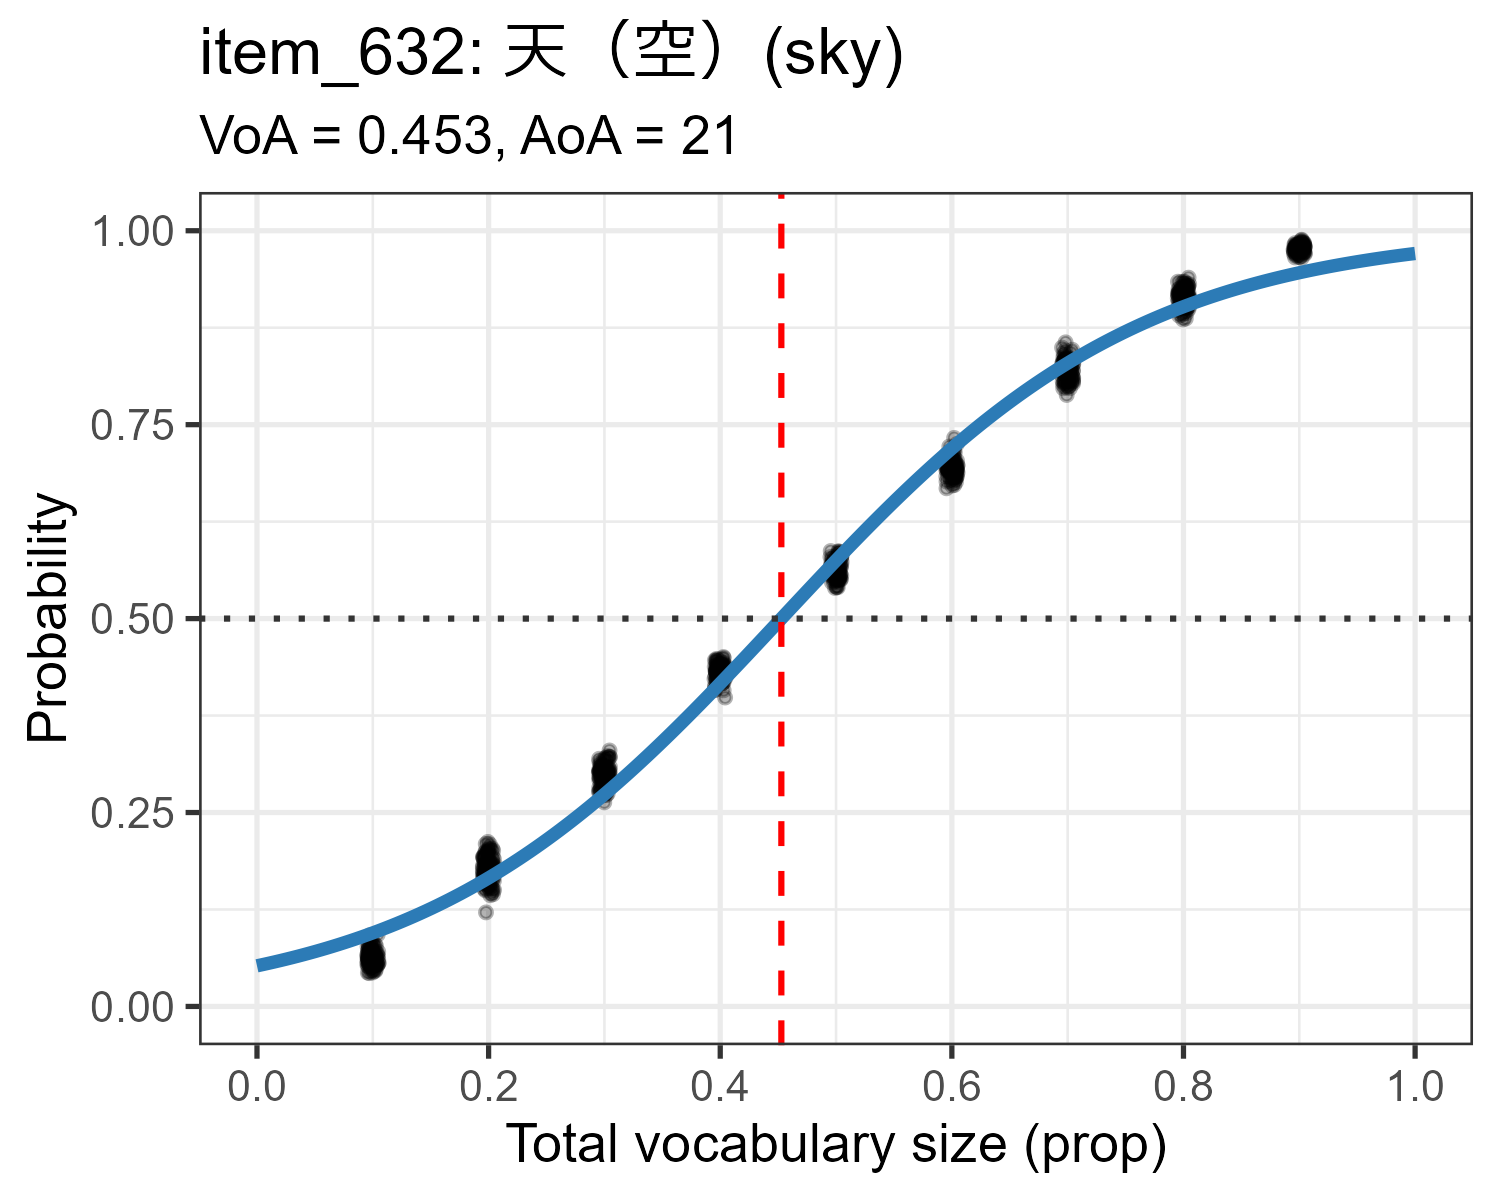 item_632: 天（空）(sky)
VoA = 0.453, AoA = 21
1.00
0.75
0.50
0.25
0.00
Probability
0.0 0.2 0.4 0.6 0.8 1.0
Total vocabulary size (prop)